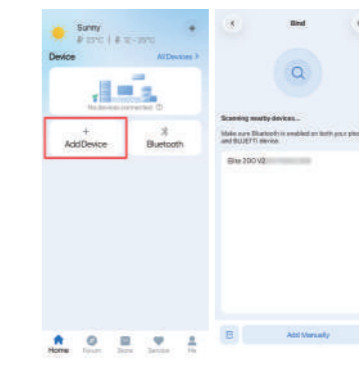 Sunny
Device
All Devices >
No devices connected
+
Add Device
Bluetooth
Home
Forum
Store
Service
Me
Bind
Scanning nearby devices...
Make sure Bluetooth is enabled on both your
and BLUETTI device.
Elite 200 V2
Add Manually